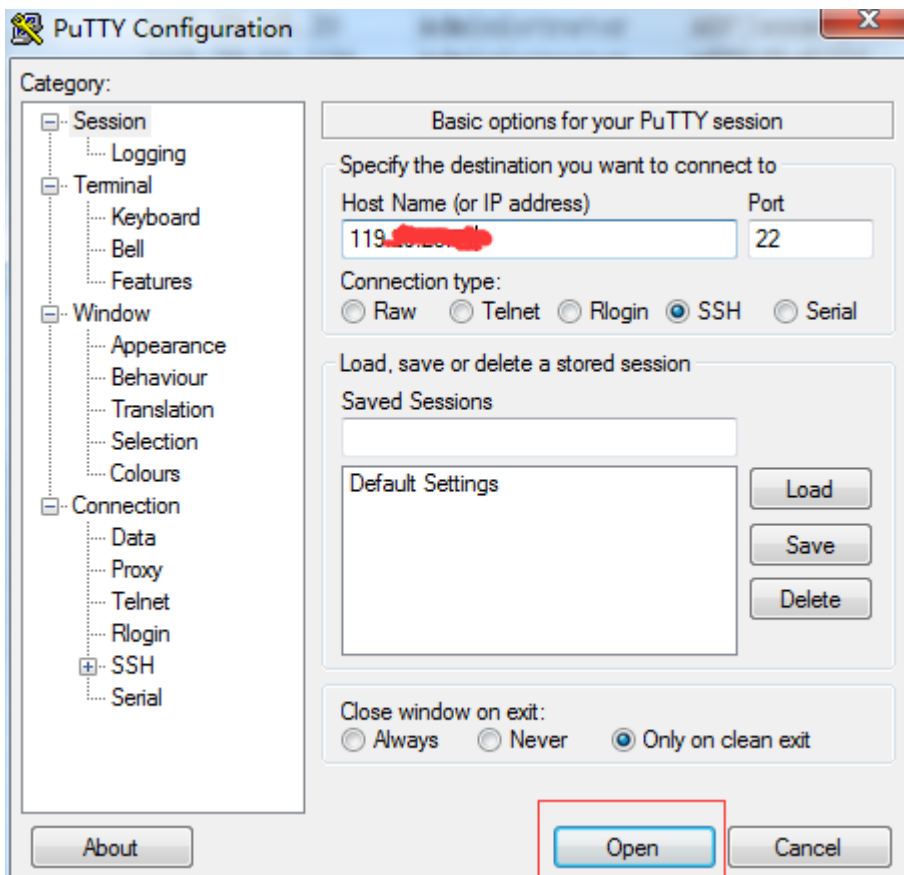 PuTTY Configuration
Category:
Session
Logging
Terminal
Keyboard
Bell
Features
Window
Appearance
Behaviour
Translation
Selection
Colours
Connection
Data
Proxy
Telnet
Rlogin
SSH
Serial
About
Basic options for your PuTTY session
Specify the destination you want to connect to
Host Name (or IP address) Port
119. 22
Connection type:
Raw Telnet Rlogin SSH Serial
Load, save or delete a stored session
Saved Sessions
Default Settings
Load
Save
Delete
Close window on exit:
Always Never Only on clean exit
Open Cancel